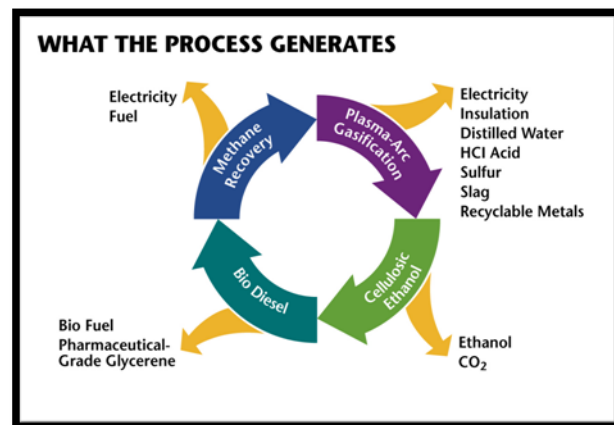 WHAT THE PROCESS GENERATES
Electricity
Fuel
Methane
Recovery
Plasma-Arc
Gasification
Electricity
Insulation
Distilled Water
HCI Acid
Sulfur
Slag
Recyclable Metals
Bio Diesel
Cellulosic
Ethanol
Bio Fuel
Pharmaceutical-
Grade Glycerene
Ethanol
CO₂